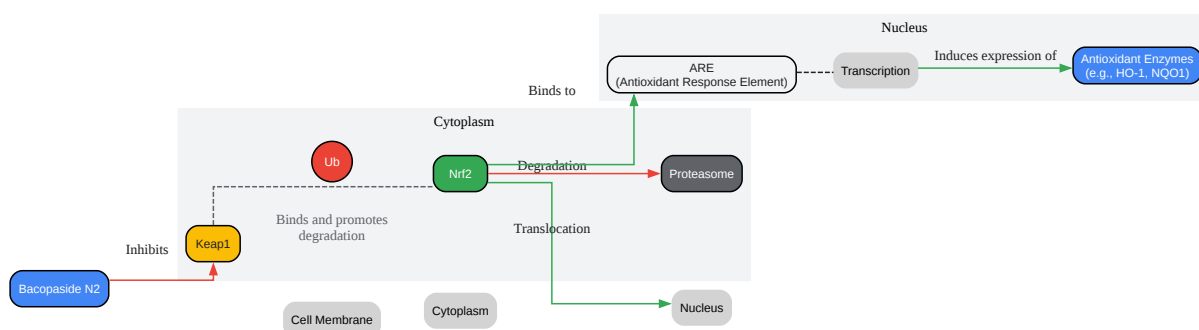 Nucleus
ARE
(Antioxidant Response Element)
Transcription
Induces expression of
Antioxidant Enzymes
(e.g., HO-1, NQO1)
Binds to
Cytoplasm
Ub
Nrf2
Degradation
Proteasome
Binds and promotes
degradation
Translocation
Keap1
Inhibits
Bacopaside N2
Cell Membrane
Cytoplasm
Nucleus